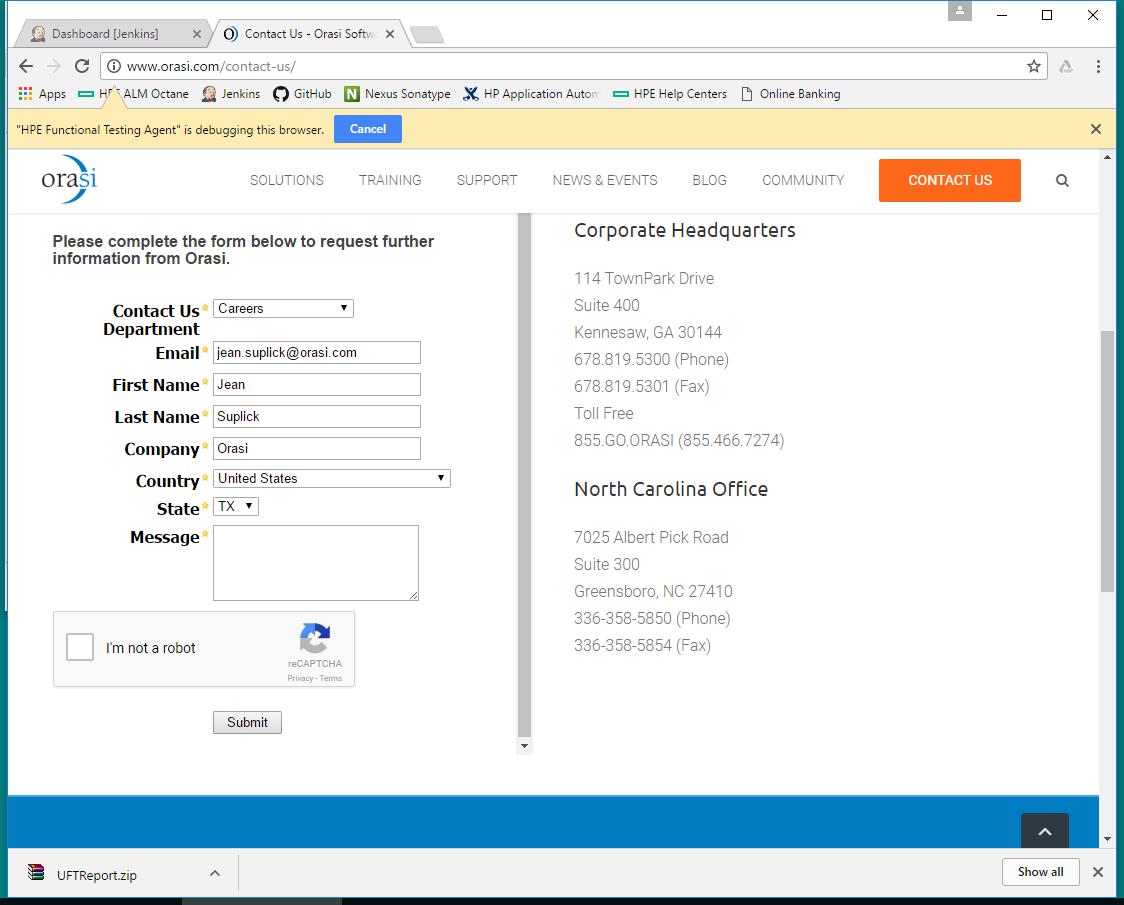 Dashboard [Jenkins]
Contact Us - Orasi Softw
www.orasi.com/contact-us/
Apps
ALM Octane
Jenkins
GitHub
N
Nexus Sonatype
HP Application Autom
HPE Help Centers
Online Banking
"HPE Functional Testing Agent" is debugging this browser.
Cancel
orasi
SOLUTIONS
TRAINING
SUPPORT
NEWS & EVENTS
BLOG
COMMUNITY
CONTACT US
Please complete the form below to request further
information from Orasi.
Contact Us Careers
Department
Email jean.suplick@orasi.com
First Name Jean
Last Name Suplick
Company Orasi
Country United States
State TX
Message
I'm not a robot
reCAPTCHA
Privacy - Terms
Submit
Corporate Headquarters
114 TownPark Drive
Suite 400
Kennesaw, GA 30144
678.819.5300 (Phone)
678.819.5301 (Fax)
Toll Free
855.GO.ORASI (855.466.7274)
North Carolina Office
7025 Albert Pick Road
Suite 300
Greensboro, NC 27410
336-358-5850 (Phone)
336-358-5854 (Fax)
UFTReport.zip
Show all